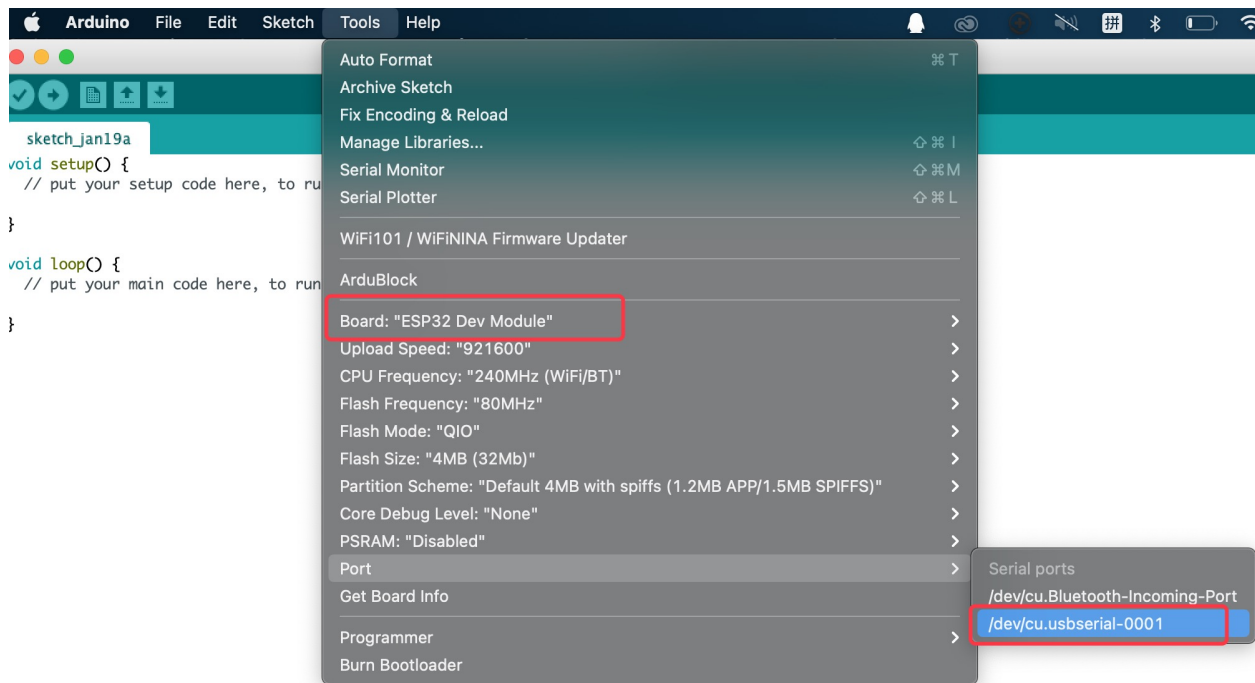 Arduino File Edit Sketch Tools Help 拼
Auto Format ⌘ T
Archive Sketch
Fix Encoding & Reload
Manage Libraries... ⇧ ⌘ I
Serial Monitor ⇧ ⌘ M
Serial Plotter ⇧ ⌘ L
WiFi101 / WiFiNINA Firmware Updater
ArduBlock
Board: "ESP32 Dev Module"
Upload Speed: "921600"
CPU Frequency: "240MHz (WiFi/BT)"
Flash Frequency: "80MHz"
Flash Mode: "QIO"
Flash Size: "4MB (32Mb)"
Partition Scheme: "Default 4MB with spiffs (1.2MB APP/1.5MB SPIFFS)"
Core Debug Level: "None"
PSRAM: "Disabled"
Port
Get Board Info
Programmer
Burn Bootloader
Serial ports
/dev/cu.Bluetooth-Incoming-Port
/dev/cu.usbserial-0001
sketch_jan19a
void setup() {
// put your setup code here, to ru
}
void loop() {
// put your main code here, to run
}